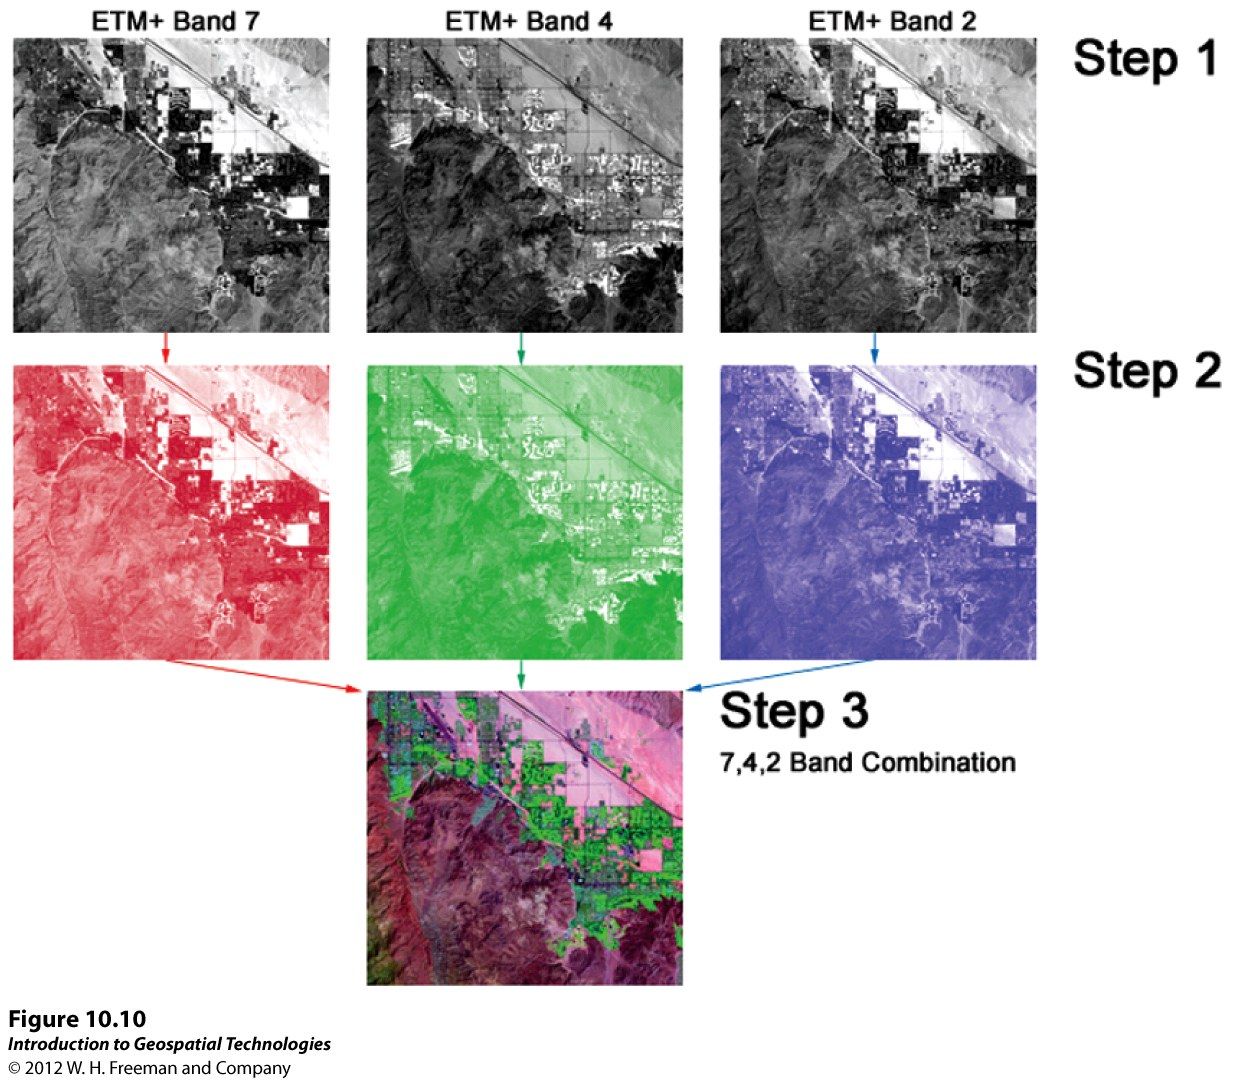 ETM+ Band 7
ETM+ Band 4
ETM+ Band 2
Step 1
Step 2
Step 3
7,4,2 Band Combination
Figure 10.10
Introduction to Geospatial Technologies
© 2012 W. H. Freeman and Company